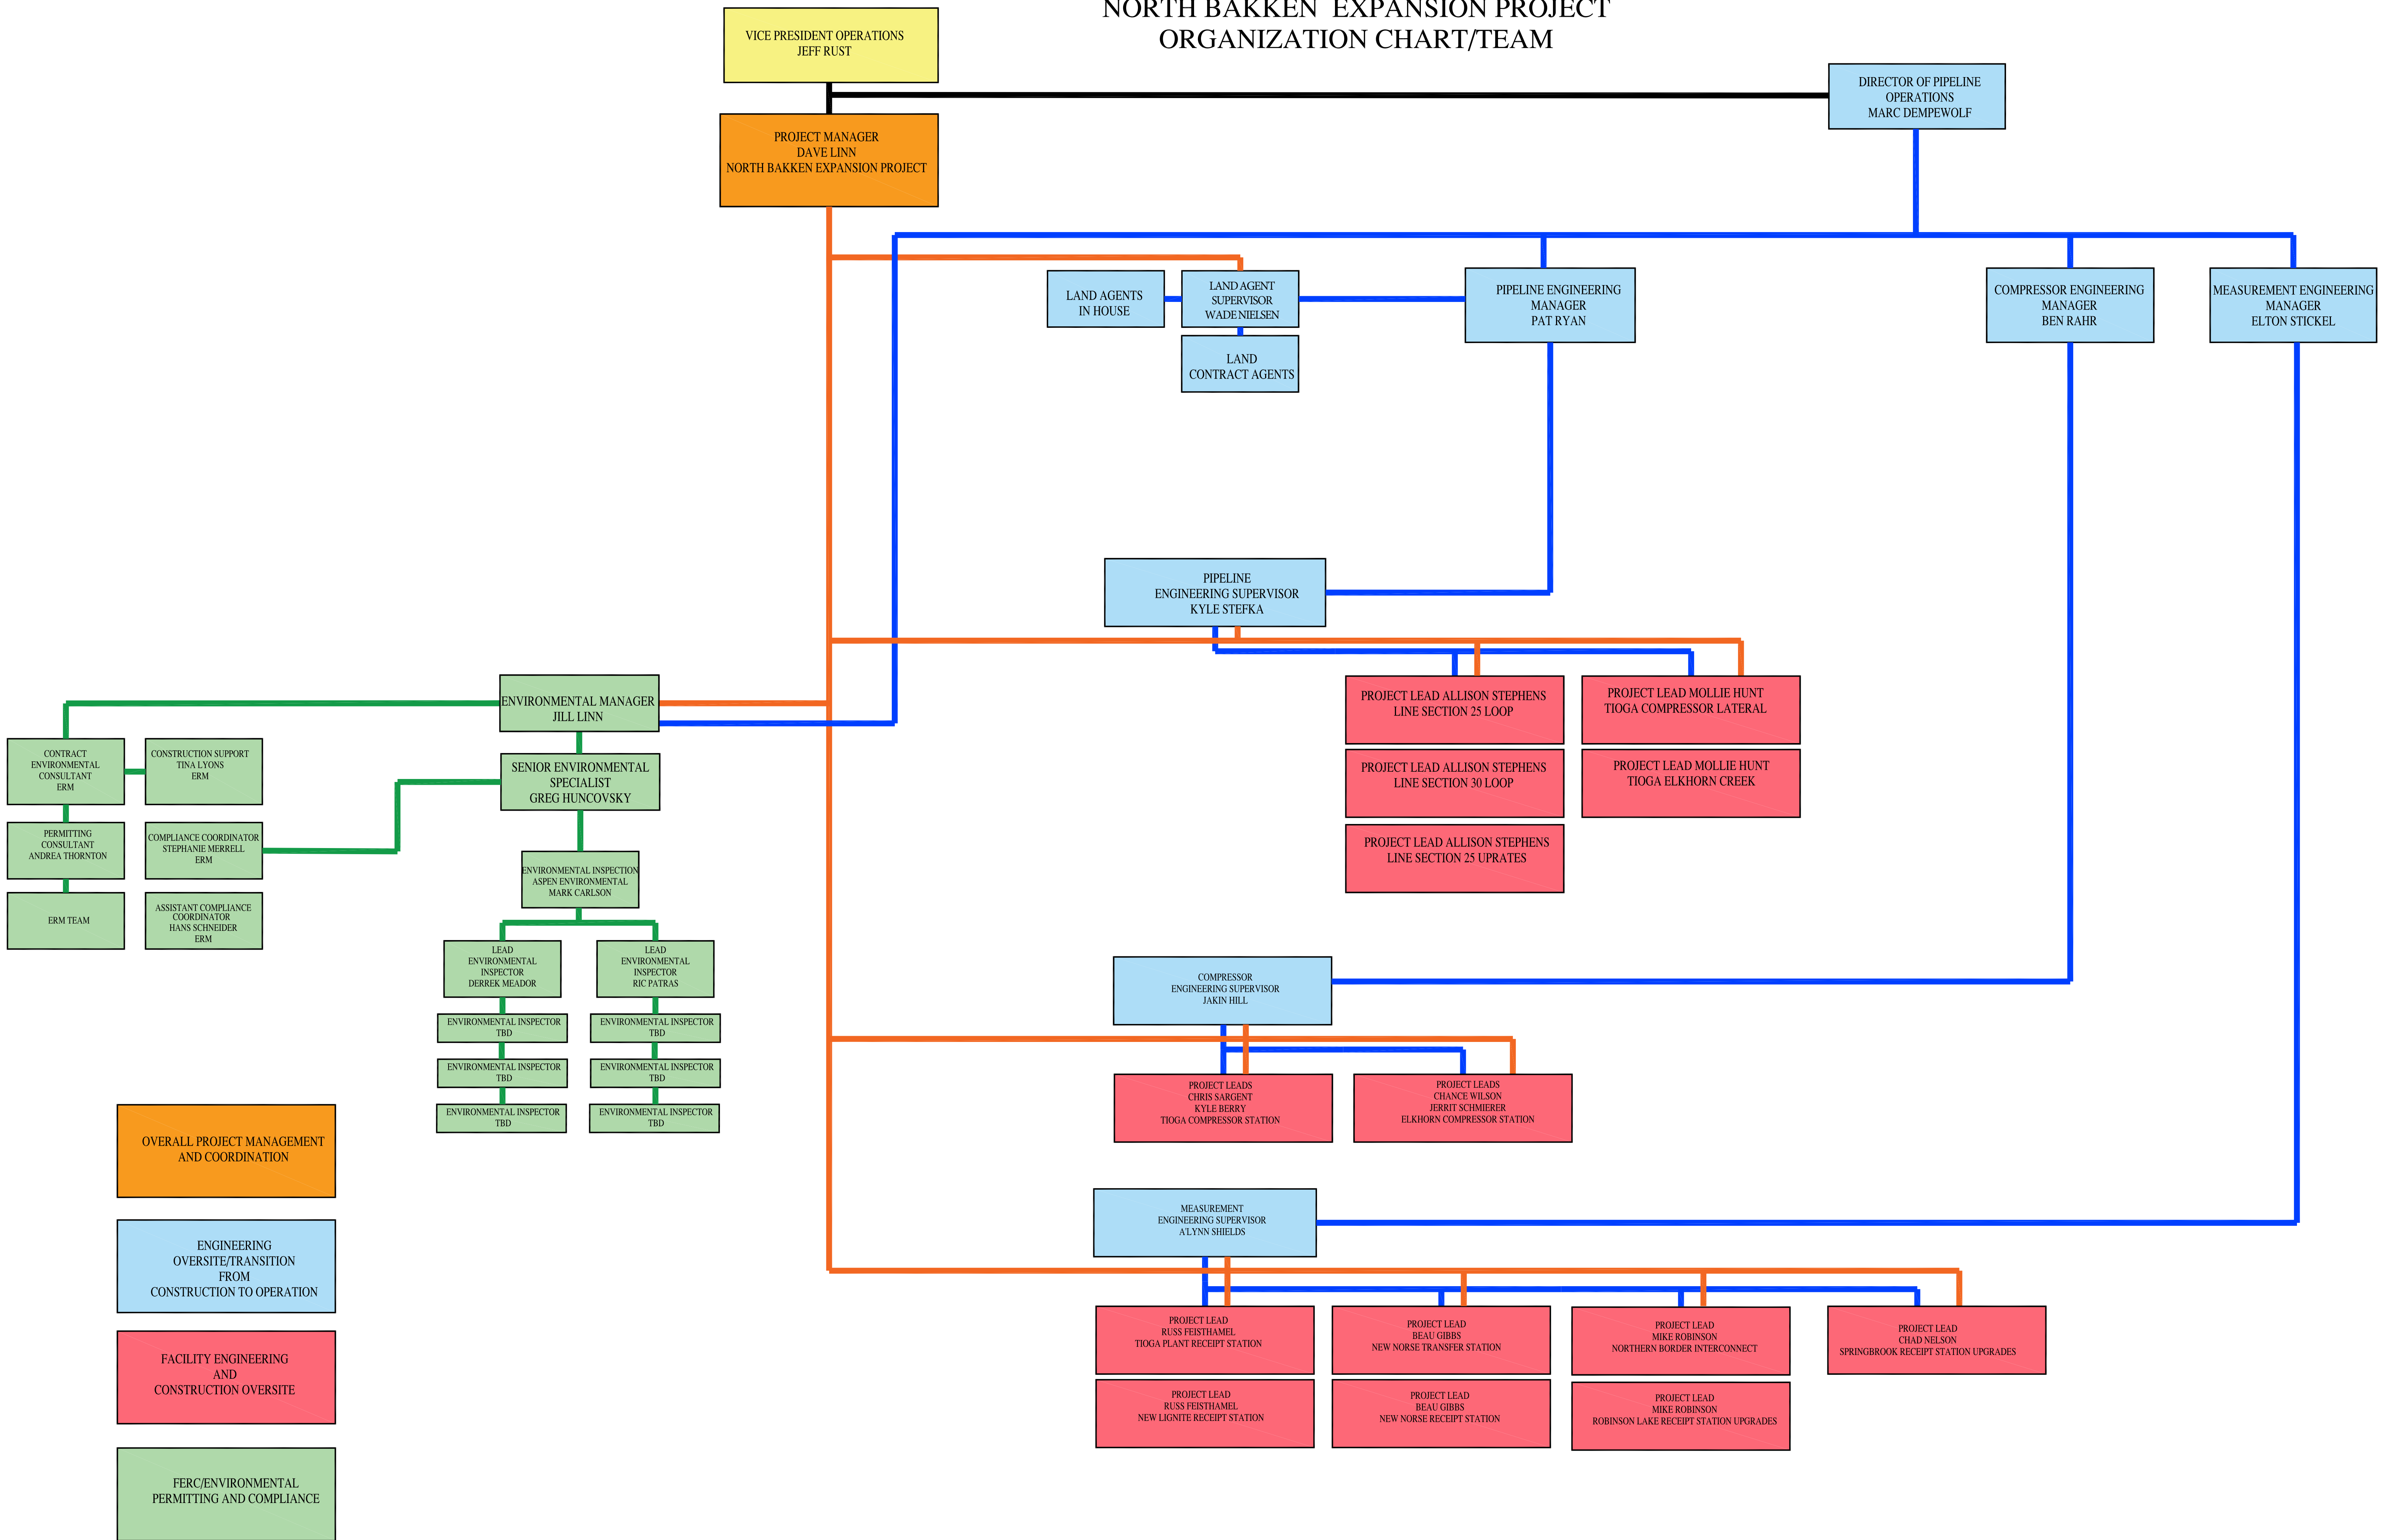 NORTH BAKKEN EXPANSION PROJECT
ORGANIZATION CHART/TEAM
VICE PRESIDENT OPERATIONS
JEFF RUST
DIRECTOR OF PIPELINE
OPERATIONS
MARC DEMPEWOLF
PROJECT MANAGER
DAVE LINN
NORTH BAKKEN EXPANSION PROJECT
LAND AGENTS
IN HOUSE
LAND AGENT
SUPERVISOR
WADE NIELSEN
PIPELINE ENGINEERING
MANAGER
PAT RYAN
COMPRESSOR ENGINEERING
MANAGER
BEN RAHR
MEASUREMENT ENGINEERING
MANAGER
ELTON STICKEL
LAND
CONTRACT AGENTS
PIPELINE
ENGINEERING SUPERVISOR
KYLE STEFKA
ENVIRONMENTAL MANAGER
JILL LINN
PROJECT LEAD ALLISON STEPHENS
LINE SECTION 25 LOOP
PROJECT LEAD MOLLIE HUNT
TIOGA COMPRESSOR LATERAL
CONTRACT
ENVIRONMENTAL
CONSULTANT
ERM
CONSTRUCTION SUPPORT
TINA LYONS
ERM
SENIOR ENVIRONMENTAL
SPECIALIST
GREG HUNCOVSKY
PROJECT LEAD ALLISON STEPHENS
LINE SECTION 30 LOOP
PROJECT LEAD MOLLIE HUNT
TIOGA ELKHORN CREEK
PERMITTING
CONSULTANT
ANDREA THORNTON
COMPLIANCE COORDINATOR
STEPHANIE MERRELL
ERM
PROJECT LEAD ALLISON STEPHENS
LINE SECTION 25 UPRATES
ENVIRONMENTAL INSPECTION
ASPEN ENVIRONMENTAL
MARK CARLSON
ERM TEAM
ASSISTANT COMPLIANCE
COORDINATOR
HANS SCHNEIDER
ERM
LEAD
ENVIRONMENTAL
INSPECTOR
DERREK MEADOR
LEAD
ENVIRONMENTAL
INSPECTOR
RIC PATRAS
COMPRESSOR
ENGINEERING SUPERVISOR
JAKIN HILL
ENVIRONMENTAL INSPECTOR
TBD
ENVIRONMENTAL INSPECTOR
TBD
ENVIRONMENTAL INSPECTOR
TBD
ENVIRONMENTAL INSPECTOR
TBD
ENVIRONMENTAL INSPECTOR
TBD
ENVIRONMENTAL INSPECTOR
TBD
PROJECT LEADS
CHRIS SARGENT
KYLE BERRY
TIOGA COMPRESSOR STATION
PROJECT LEADS
CHANCE WILSON
JERRIT SCHMIERER
ELKHORN COMPRESSOR STATION
OVERALL PROJECT MANAGEMENT
AND COORDINATION
MEASUREMENT
ENGINEERING SUPERVISOR
A'LYNN SHIELDS
ENGINEERING
OVERSITE/TRANSITION
FROM
CONSTRUCTION TO OPERATION
PROJECT LEAD
RUSS FEISTHAMEL
TIOGA PLANT RECEIPT STATION
PROJECT LEAD
BEAU GIBBS
NEW NORSE TRANSFER STATION
PROJECT LEAD
MIKE ROBINSON
NORTHERN BORDER INTERCONNECT
PROJECT LEAD
CHAD NELSON
SPRINGBROOK RECEIPT STATION UPGRADES
FACILITY ENGINEERING
AND
CONSTRUCTION OVERSITE
PROJECT LEAD
RUSS FEISTHAMEL
NEW LIGNITE RECEIPT STATION
PROJECT LEAD
BEAU GIBBS
NEW NORSE RECEIPT STATION
PROJECT LEAD
MIKE ROBINSON
ROBINSON LAKE RECEIPT STATION UPGRADES
FERC/ENVIRONMENTAL
PERMITTING AND COMPLIANCE